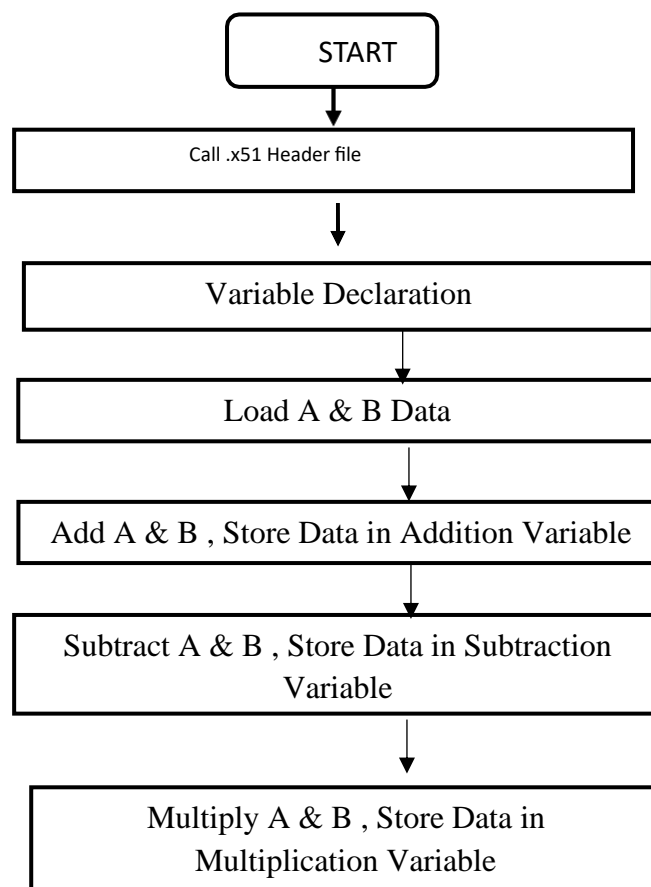 START
Call .x51 Header file
Variable Declaration
Load A & B Data
Add A & B , Store Data in Addition Variable
Subtract A & B , Store Data in Subtraction
Variable
Multiply A & B , Store Data in
Multiplication Variable